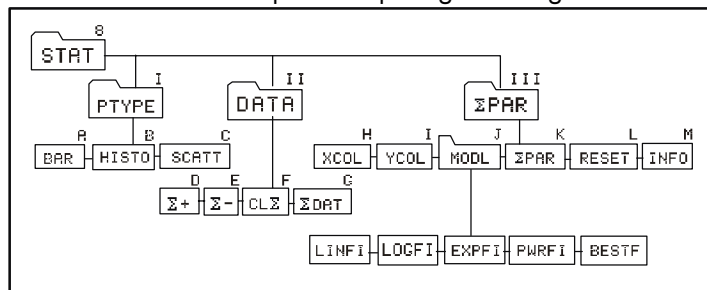 8
STAT
I II III
PTYPE DATA ΣPAR
A B C H I J K L M
BAR HISTO SCATT XCOL YCOL MODL ΣPAR RESET INFO
D E F G
Σ+ Σ- CLΣ ΣDAT
LINFI LOGFI EXPFI PWRFI BESTF